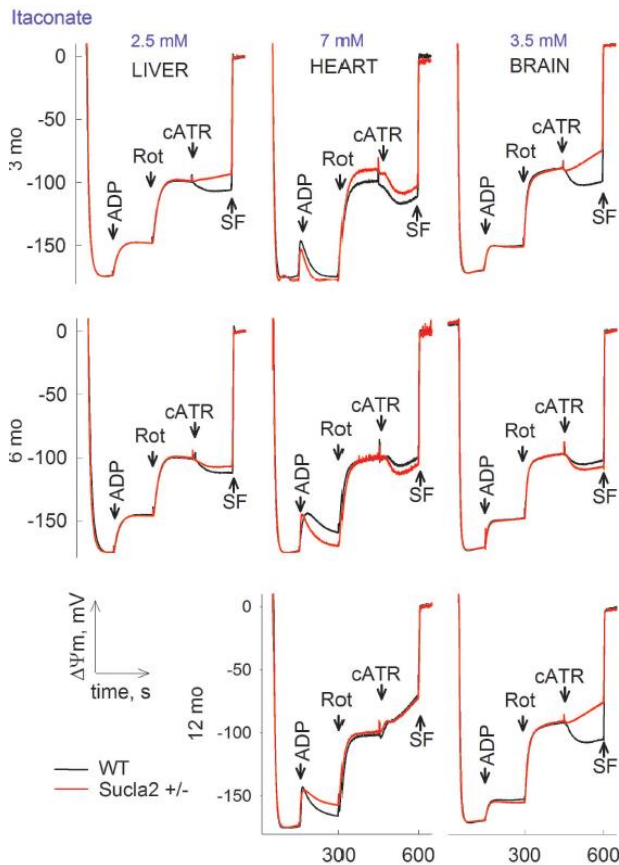 Itaconate
2.5 mM 7 mM 3.5 mM
LIVER HEART BRAIN
3 mo
0
-50
-100
-150
ADP Rot cATR SF
ADP Rot cATR SF
ADP Rot cATR SF
6 mo
0
-50
-100
-150
ADP Rot cATR SF
ADP Rot cATR SF
ADP Rot cATR SF
12 mo
0
-50
-100
-150
ADP Rot cATR SF
ADP Rot cATR SF
ΔΨm, mV
time, s
WT
Sucla2 +/-
300 600 300 600